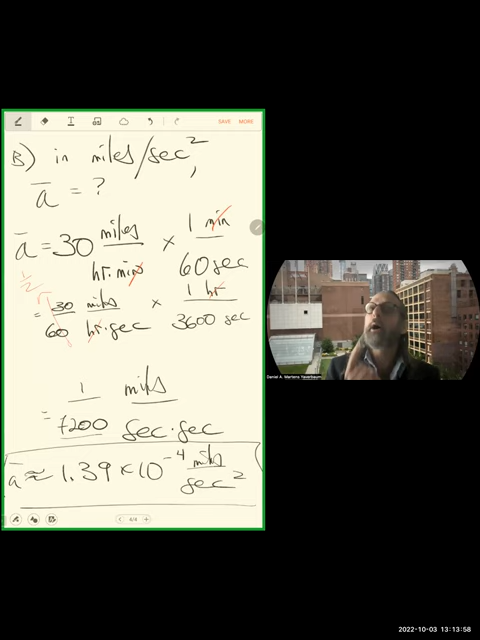 SAVE MORE
B) in miles/sec²,
ā = ?
ā = 30 miles/hr·min × 1 min/60 sec
1/2
= 30/60 miles/hr·sec × 1 hr/3600 sec
= 1/7200 miles/sec·sec
ā ≈ 1.39 × 10⁻⁴ miles/sec²
4/4
Daniel A. Martens Yaverbaum
2022-10-03 13:13:58